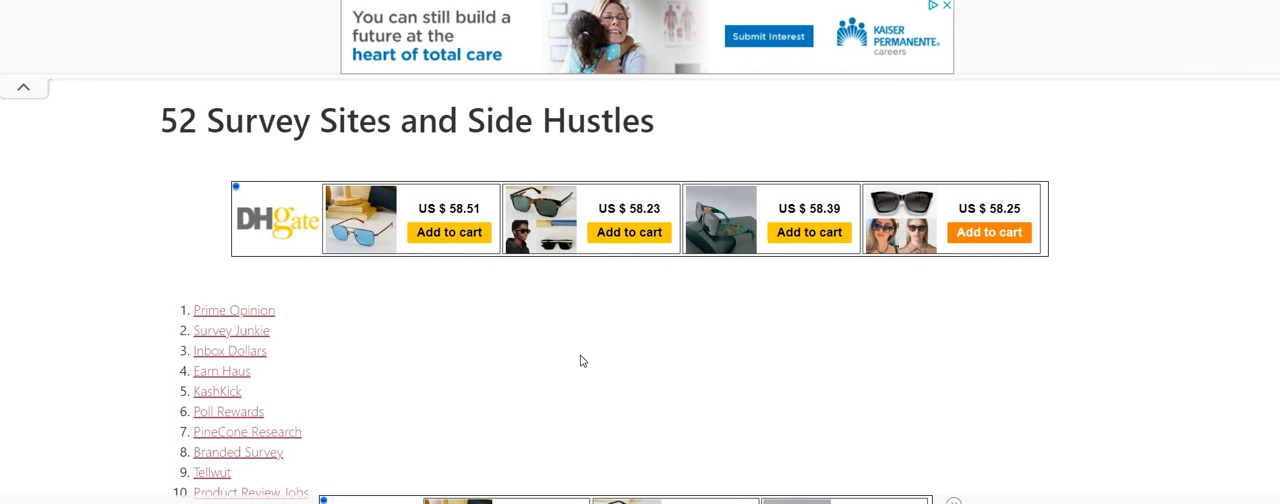 You can still build a
future at the
heart of total care
Submit Interest
KAISER
PERMANENTE®
careers
52 Survey Sites and Side Hustles
DHgate
US $ 58.51
Add to cart
US $ 58.23
Add to cart
US $ 58.39
Add to cart
US $ 58.25
Add to cart
1. Prime Opinion
2. Survey Junkie
3. Inbox Dollars
4. Earn Haus
5. KashKick
6. Poll Rewards
7. PineCone Research
8. Branded Survey
9. Tellwut
10. Product Review Jobs